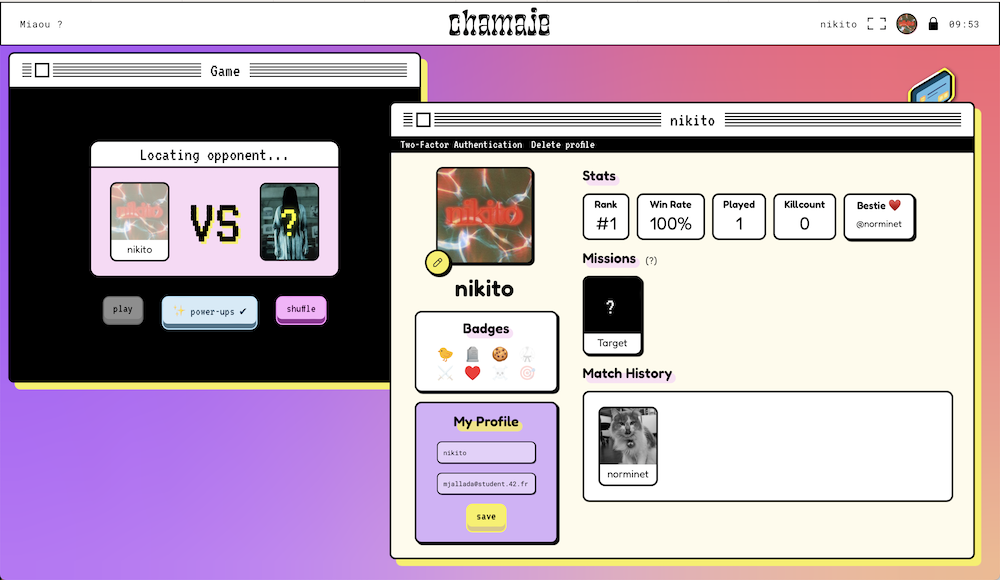 Miaou ?
chamaje
nikito
09:53
Game
Locating opponent...
nikito
VS
?
play
✨ power-ups ✔
shuffle
nikito
Two-Factor Authentication Delete profile
nikito
nikito
Badges
My Profile
nikito
mjallada@student.42.fr
save
Stats
Rank
#1
Win Rate
100%
Played
1
Killcount
0
Bestie ❤️
@norminet
Missions (?)
?
Target
Match History
norminet